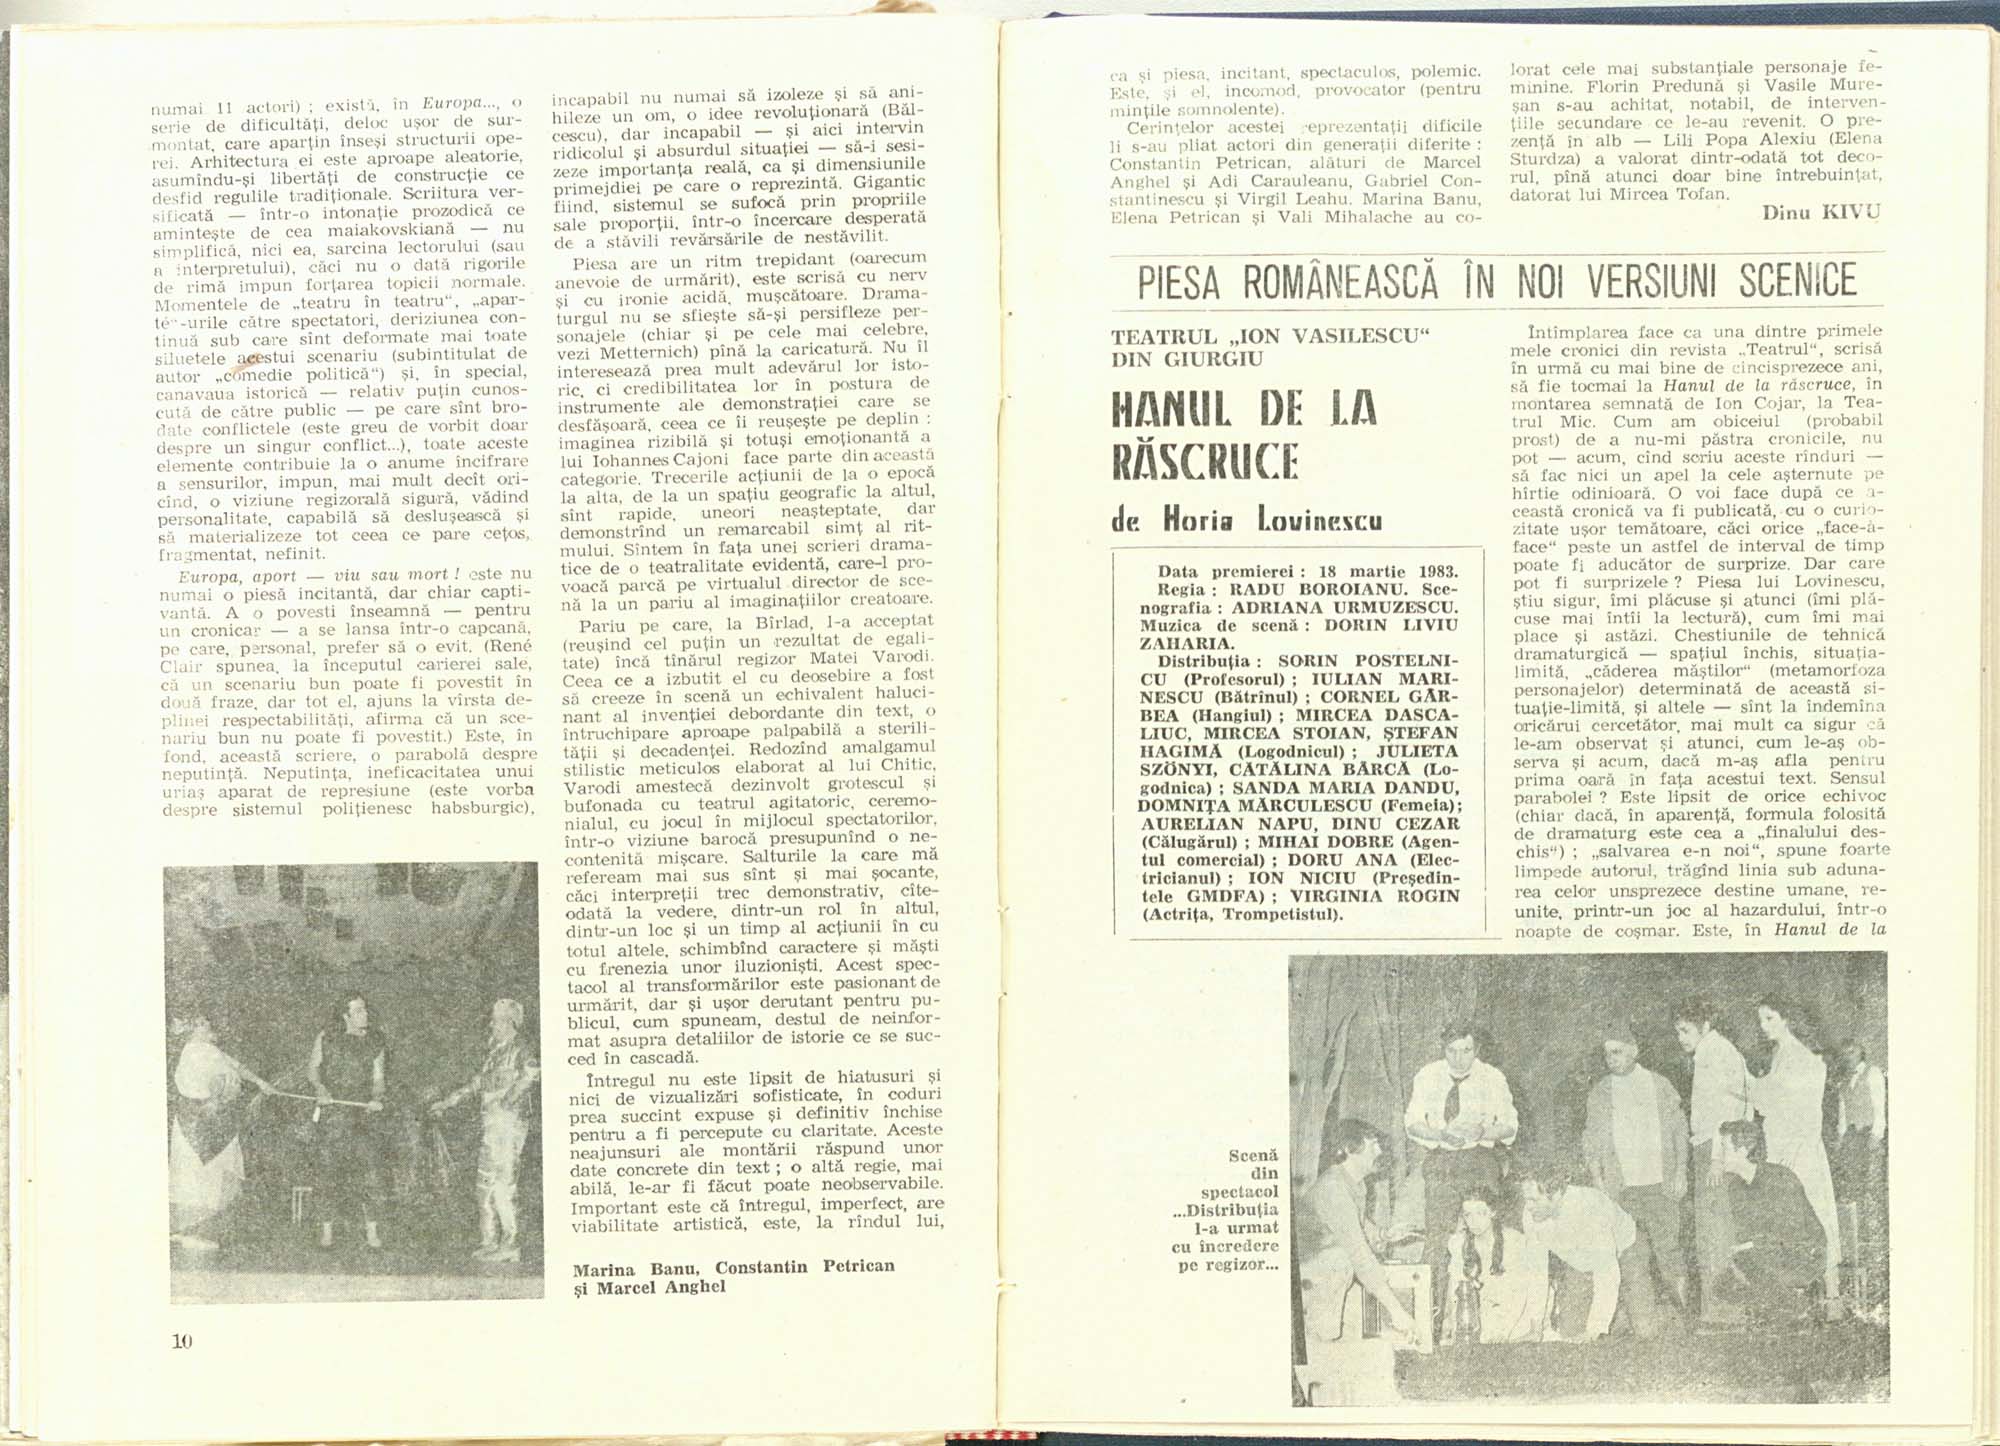 numai 11 actori) ; există, în Europa..., o
serie de dificultăți, deloc ușor de sur-
montat, care aparțin înseși structurii ope-
rei. Arhitectura ei este aproape aleatorie,
asumîndu-și libertăți de construcție ce
desfid regulile tradiționale. Scriitura ver-
sificată — într-o intonație prozodică ce
amintește de cea maiakovskiană — nu
simplifică, nici ea, sarcina lectorului (sau
a interpretului), căci nu o dată rigorile
de rimă impun forțarea topicii normale.
Momentele de „teatru în teatru“, „apar-
té“-urile către spectatori, deriziunea con-
tinuă sub care sînt deformate mai toate
siluetele acestui scenariu (subintitulat de
autor „comedie politică“) și, în special,
canavaua istorică — relativ puțin cunos-
cută de către public — pe care sînt bro-
date conflictele (este greu de vorbit doar
despre un singur conflict...), toate aceste
elemente contribuie la o anume încifrare
a sensurilor, impun, mai mult decît ori-
cînd, o viziune regizorală sigură, vădind
personalitate, capabilă să deslușească și
să materializeze tot ceea ce pare cețos,
fragmentat, nefinit.
Europa, aport — viu sau mort ! este nu
numai o piesă incitantă, dar chiar capti-
vantă. A o povesti înseamnă — pentru
un cronicar — a se lansa într-o capcană,
pe care, personal, prefer să o evit. (René
Clair spunea, la începutul carierei sale,
că un scenariu bun poate fi povestit în
două fraze, dar tot el, ajuns la vîrsta de-
plinei respectabilități, afirma că un sce-
nariu bun nu poate fi povestit.) Este, în
fond, această scriere, o parabolă despre
neputință. Neputința, ineficacitatea unui
uriaș aparat de represiune (este vorba
despre sistemul polițienesc habsburgic),
incapabil nu numai să izoleze și să ani-
hileze un om, o idee revoluționară (Băl-
cescu), dar incapabil — și aici intervin
ridicolul și absurdul situației — să-i sesi-
zeze importanța reală, ca și dimensiunile
primejdiei pe care o reprezintă. Gigantic
fiind, sistemul se sufocă prin propriile
sale proporții, într-o încercare desperată
de a stăvili revărsările de nestăvilit.
Piesa are un ritm trepidant (oarecum
anevoie de urmărit), este scrisă cu nerv
și cu ironie acidă, mușcătoare. Drama-
turgul nu se sfiește să-și persifleze per-
sonajele (chiar și pe cele mai celebre,
vezi Metternich) pînă la caricatură. Nu îl
interesează prea mult adevărul lor isto-
ric, ci credibilitatea lor în postura de
instrumente ale demonstrației care se
desfășoară, ceea ce îi reușește pe deplin :
imaginea rizibilă și totuși emoționantă a
lui Iohannes Cajoni face parte din această
categorie. Trecerile acțiunii de la o epocă
la alta, de la un spațiu geografic la altul,
sînt rapide, uneori neașteptate, dar
demonstrînd un remarcabil simț al rit-
mului. Sîntem în fața unei scrieri drama-
tice de o teatralitate evidentă, care-l pro-
voacă parcă pe virtualul director de sce-
nă la un pariu al imaginațiilor creatoare.
Pariu pe care, la Bîrlad, l-a acceptat
(reușind cel puțin un rezultat de egali-
tate) încă tînărul regizor Matei Varodi.
Ceea ce a izbutit el cu deosebire a fost
să creeze în scenă un echivalent haluci-
nant al invenției debordante din text, o
întruchipare aproape palpabilă a sterili-
tății și decadenței. Redozînd amalgamul
stilistic meticulos elaborat al lui Chitic,
Varodi amestecă dezinvolt grotescul și
bufonada cu teatrul agitatoric, ceremo-
nialul, cu jocul în mijlocul spectatorilor,
într-o viziune barocă presupunînd o ne-
contenită mișcare. Salturile la care mă
refeream mai sus sînt și mai șocante,
căci interpreții trec demonstrativ, cîte-
odată la vedere, dintr-un rol în altul,
dintr-un loc și un timp al acțiunii în cu
totul altele, schimbînd caractere și măști
cu frenezia unor iluzioniști. Acest spec-
tacol al transformărilor este pasionant de
urmărit, dar și ușor derutant pentru pu-
blicul, cum spuneam, destul de neinfor-
mat asupra detaliilor de istorie ce se suc-
ced în cascadă.
Întregul nu este lipsit de hiatusuri și
nici de vizualizări sofisticate, în coduri
prea succint expuse și definitiv închise
pentru a fi percepute cu claritate. Aceste
neajunsuri ale montării răspund unor
date concrete din text ; o altă regie, mai
abilă, le-ar fi făcut poate neobservabile.
Important este că întregul, imperfect, are
viabilitate artistică, este, la rîndul lui,
Marina Banu, Constantin Petrican
și Marcel Anghel
10
ca și piesa, incitant, spectaculos, polemic.
Este, și el, incomod, provocator (pentru
mințile somnolente).
Cerințelor acestei reprezentații dificile
li s-au pliat actori din generații diferite :
Constantin Petrican, alături de Marcel
Anghel și Adi Carauleanu, Gabriel Con-
stantinescu și Virgil Leahu. Marina Banu,
Elena Petrican și Vali Mihalache au co-
lorat cele mai substanțiale personaje fe-
minine. Florin Predună și Vasile Mure-
șan s-au achitat, notabil, de interven-
țiile secundare ce le-au revenit. O pre-
zență în alb — Lili Popa Alexiu (Elena
Sturdza) a valorat dintr-odată tot deco-
rul, pînă atunci doar bine întrebuințat,
datorat lui Mircea Tofan.
Dinu KIVU
PIESA ROMÂNEASCĂ ÎN NOI VERSIUNI SCENICE
TEATRUL „ION VASILESCU“
DIN GIURGIU
HANUL DE LA
RĂSCRUCE
de Horia Lovinescu
Data premierei : 18 martie 1983.
Regia : RADU BOROIANU. Sce-
nografia : ADRIANA URMUZESCU.
Muzica de scenă : DORIN LIVIU
ZAHARIA.
Distribuția : SORIN POSTELNI-
CU (Profesorul) ; IULIAN MARI-
NESCU (Bătrînul) ; CORNEL GÂR-
BEA (Hangiul) ; MIRCEA DASCA-
LIUC, MIRCEA STOIAN, ȘTEFAN
HAGIMĂ (Logodnicul) ; JULIETA
SZÖNYI, CĂTĂLINA BÂRCĂ (Lo-
godnica) ; SANDA MARIA DANDU,
DOMNIȚA MĂRCULESCU (Femeia);
AURELIAN NAPU, DINU CEZAR
(Călugărul) ; MIHAI DOBRE (Agen-
tul comercial) ; DORU ANA (Elec-
tricianul) ; ION NICIU (Președin-
tele GMDFA) ; VIRGINIA ROGIN
(Actrița, Trompetistul).
Întîmplarea face ca una dintre primele
mele cronici din revista „Teatrul“, scrisă
în urmă cu mai bine de cincisprezece ani,
să fie tocmai la Hanul de la răscruce, în
montarea semnată de Ion Cojar, la Tea-
trul Mic. Cum am obiceiul (probabil
prost) de a nu-mi păstra cronicile, nu
pot — acum, cînd scriu aceste rînduri —
să fac nici un apel la cele așternute pe
hîrtie odinioară. O voi face după ce a-
ceastă cronică va fi publicată, cu o curio-
zitate ușor temătoare, căci orice „face-à-
face“ peste un astfel de interval de timp
poate fi aducător de surprize. Dar care
pot fi surprizele ? Piesa lui Lovinescu,
știu sigur, îmi plăcuse și atunci (îmi plă-
cuse mai întîi la lectură), cum îmi mai
place și astăzi. Chestiunile de tehnică
dramaturgică — spațiul închis, situația-
limită, „căderea măștilor“ (metamorfoza
personajelor) determinată de această si-
tuație-limită, și altele — sînt la îndemîna
oricărui cercetător, mai mult ca sigur că
le-am observat și atunci, cum le-aș ob-
serva și acum, dacă m-aș afla pentru
prima oară în fața acestui text. Sensul
parabolei ? Este lipsit de orice echivoc
(chiar dacă, în aparență, formula folosită
de dramaturg este cea a „finalului des-
chis“) ; „salvarea e-n noi“, spune foarte
limpede autorul, trăgînd linia sub aduna-
rea celor unsprezece destine umane, re-
unite, printr-un joc al hazardului, într-o
noapte de coșmar. Este, în Hanul de la
Scenă
din
spectacol
...Distribuția
l-a urmat
cu încredere
pe regizor...